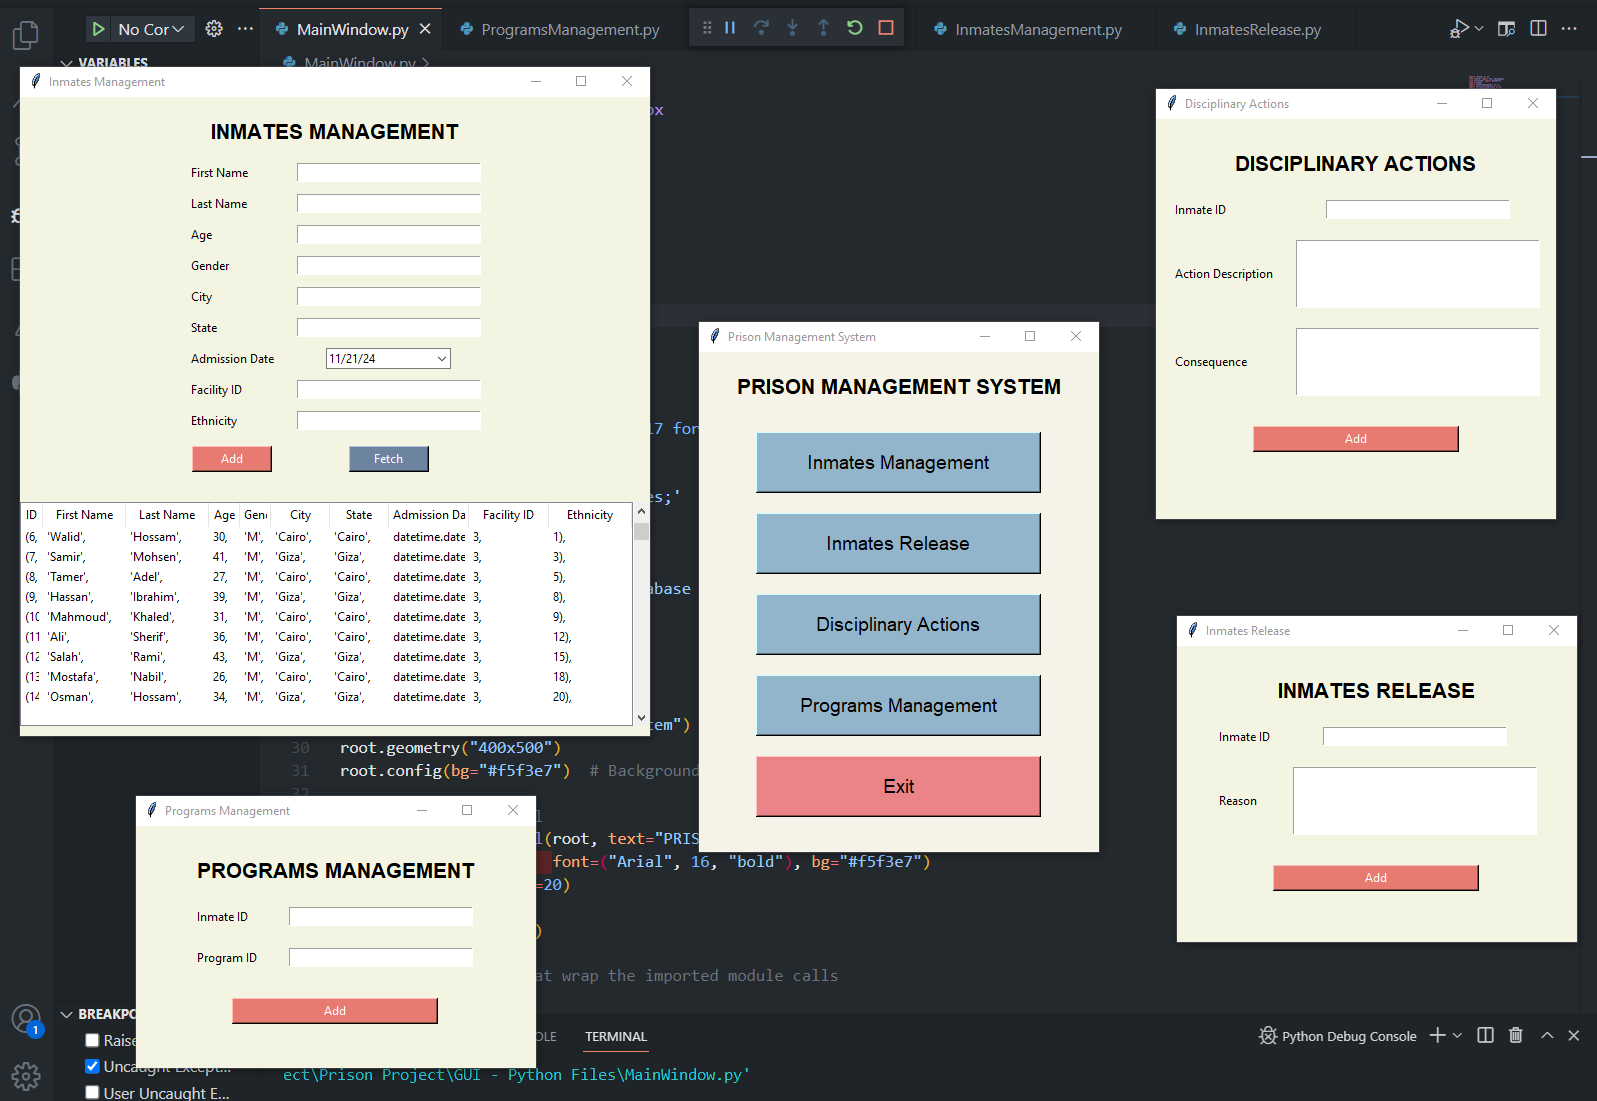 No Cor
MainWindow.py
ProgramsManagement.py
InmatesManagement.py
InmatesRelease.py
VARIABLES
MainWindow.py
Inmates Management
INMATES MANAGEMENT
First Name
Last Name
Age
Gender
City
State
Admission Date 11/21/24
Facility ID
Ethnicity
Add Fetch
ID First Name Last Name Age Gen City State Admission Da Facility ID Ethnicity
(6, 'Walid', 'Hossam', 30, 'M', 'Cairo', 'Cairo', datetime.date 3, 1),
(7, 'Samir', 'Mohsen', 41, 'M', 'Giza', 'Giza', datetime.date 3, 3),
(8, 'Tamer', 'Adel', 27, 'M', 'Cairo', 'Cairo', datetime.date 3, 5),
(9, 'Hassan', 'Ibrahim', 39, 'M', 'Giza', 'Giza', datetime.date 3, 8),
(10 'Mahmoud', 'Khaled', 31, 'M', 'Cairo', 'Cairo', datetime.date 3, 9),
(11 'Ali', 'Sherif', 36, 'M', 'Cairo', 'Cairo', datetime.date 3, 12),
(12 'Salah', 'Rami', 43, 'M', 'Giza', 'Giza', datetime.date 3, 15),
(13 'Mostafa', 'Nabil', 26, 'M', 'Cairo', 'Cairo', datetime.date 3, 18),
(14 'Osman', 'Hossam', 34, 'M', 'Giza', 'Giza', datetime.date 3, 20),
ox
l7 for
es;'
abase
tem")
30 root.geometry("400x500")
31 root.config(bg="#f5f3e7") # Background
32
l(root, text="PRIS
font=("Arial", 16, "bold"), bg="#f5f3e7")
=20)
)
at wrap the imported module calls
Prison Management System
PRISON MANAGEMENT SYSTEM
Inmates Management
Inmates Release
Disciplinary Actions
Programs Management
Exit
Disciplinary Actions
DISCIPLINARY ACTIONS
Inmate ID
Action Description
Consequence
Add
Inmates Release
INMATES RELEASE
Inmate ID
Reason
Add
Programs Management
PROGRAMS MANAGEMENT
Inmate ID
Program ID
Add
1
BREAKPO
Raise
Uncaught Except...
User Uncaught E...
OLE TERMINAL
Python Debug Console
ect\Prison Project\GUI - Python Files\MainWindow.py'